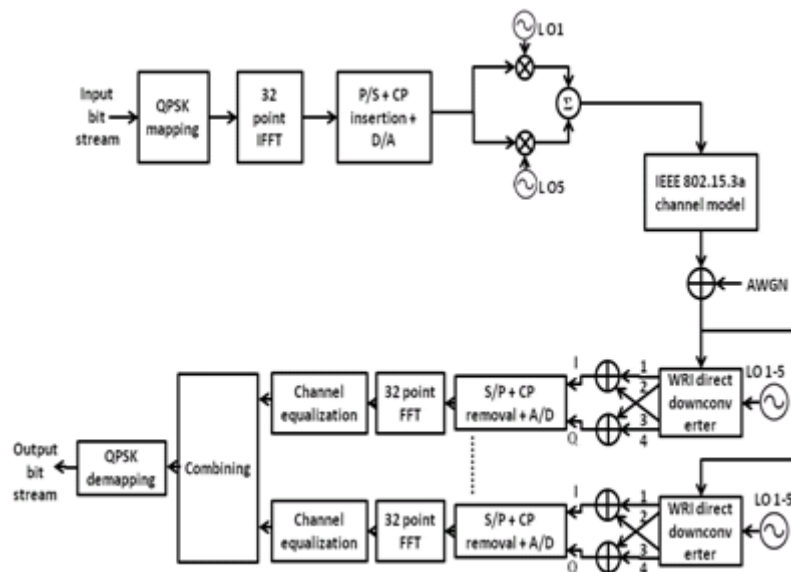 LO1
Input
bit
stream
QPSK
mapping
32
point
IFFT
P/S + CP
insertion +
D/A
Σ
LO5
IEEE 802.15.3a
channel model
AWGN
Output
bit
stream
QPSK
demapping
Combining
Channel
equalization
32 point
FFT
S/P + CP
removal + A/D
I
Q
1
2
3
4
WRI direct
downconv
erter
LO 1-5
Channel
equalization
32 point
FFT
S/P + CP
removal + A/D
I
Q
1
2
3
4
WRI direct
downconv
erter
LO 1-5